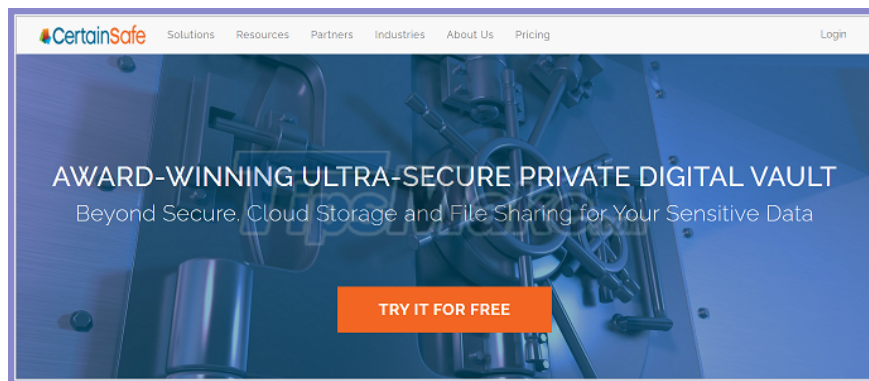 CertainSafe
Solutions Resources Partners Industries About Us Pricing Login
AWARD-WINNING ULTRA-SECURE PRIVATE DIGITAL VAULT
Beyond Secure. Cloud Storage and File Sharing for Your Sensitive Data
TRY IT FOR FREE